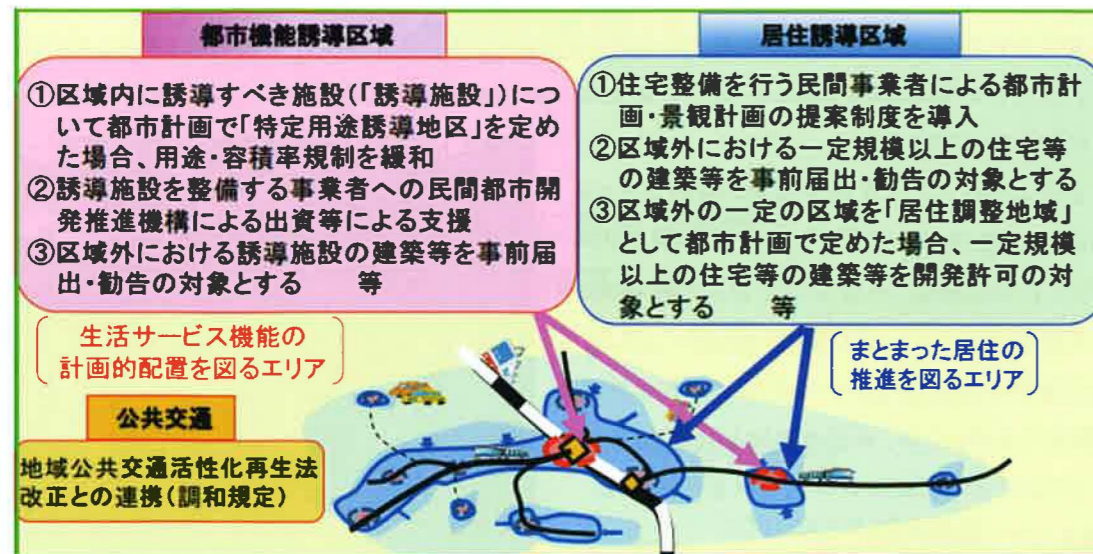 都市機能誘導区域
①区域内に誘導すべき施設(「誘導施設」)につ
いて都市計画で「特定用途誘導地区」を定め
た場合、用途・容積率規制を緩和
②誘導施設を整備する事業者への民間都市開
発推進機構による出資等による支援
③区域外における誘導施設の建築等を事前届
出・勧告の対象とする　　等
生活サービス機能の
計画的配置を図るエリア
居住誘導区域
①住宅整備を行う民間事業者による都市計
画・景観計画の提案制度を導入
②区域外における一定規模以上の住宅等
の建築等を事前届出・勧告の対象とする
③区域外の一定の区域を「居住調整地域」
として都市計画で定めた場合、一定規模
以上の住宅等の建築等を開発許可の対
象とする　　等
まとまった居住の
推進を図るエリア
公共交通
地域公共交通活性化再生法
改正との連携(調和規定)